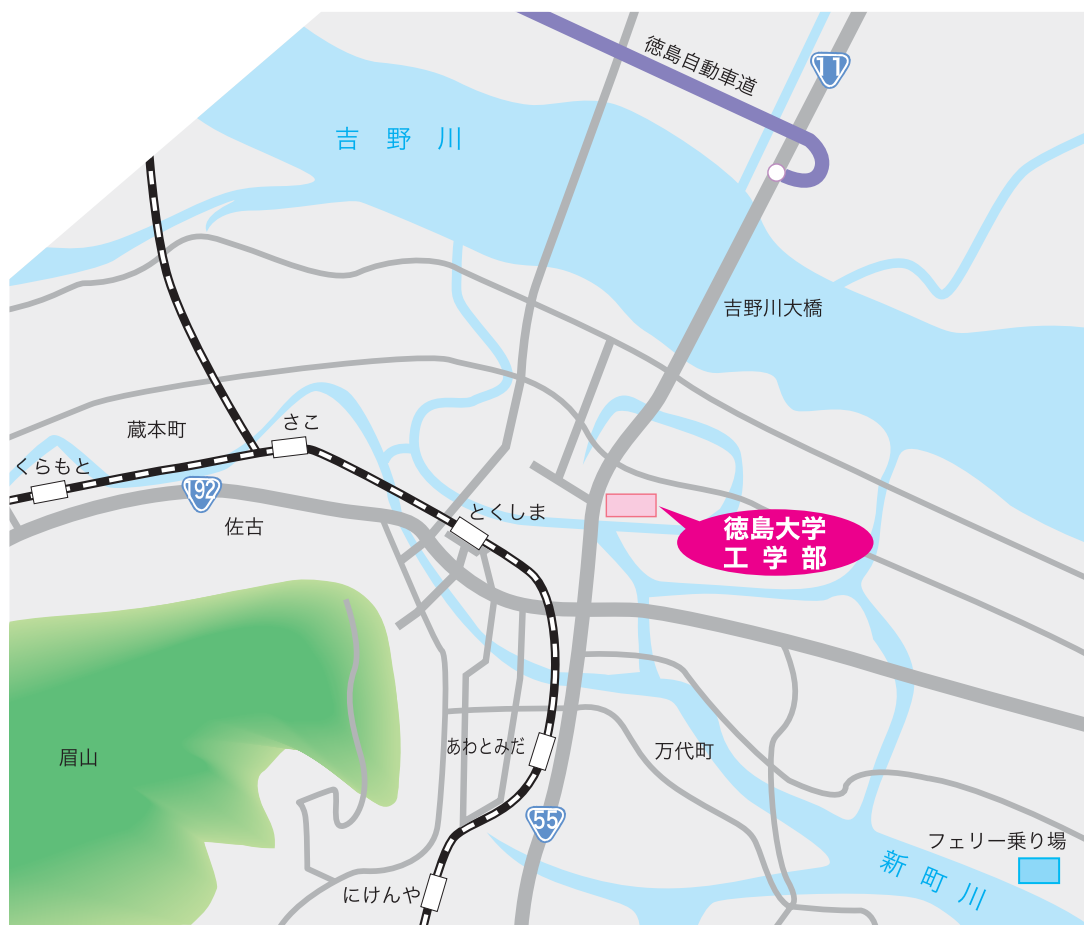 徳島自動車道
11
吉野川
吉野川大橋
蔵本町
さこ
くらもと
192
佐古
とくしま
徳島大学
工学部
眉山
あわとみだ
万代町
55
フェリー乗り場
新町川
にけんや